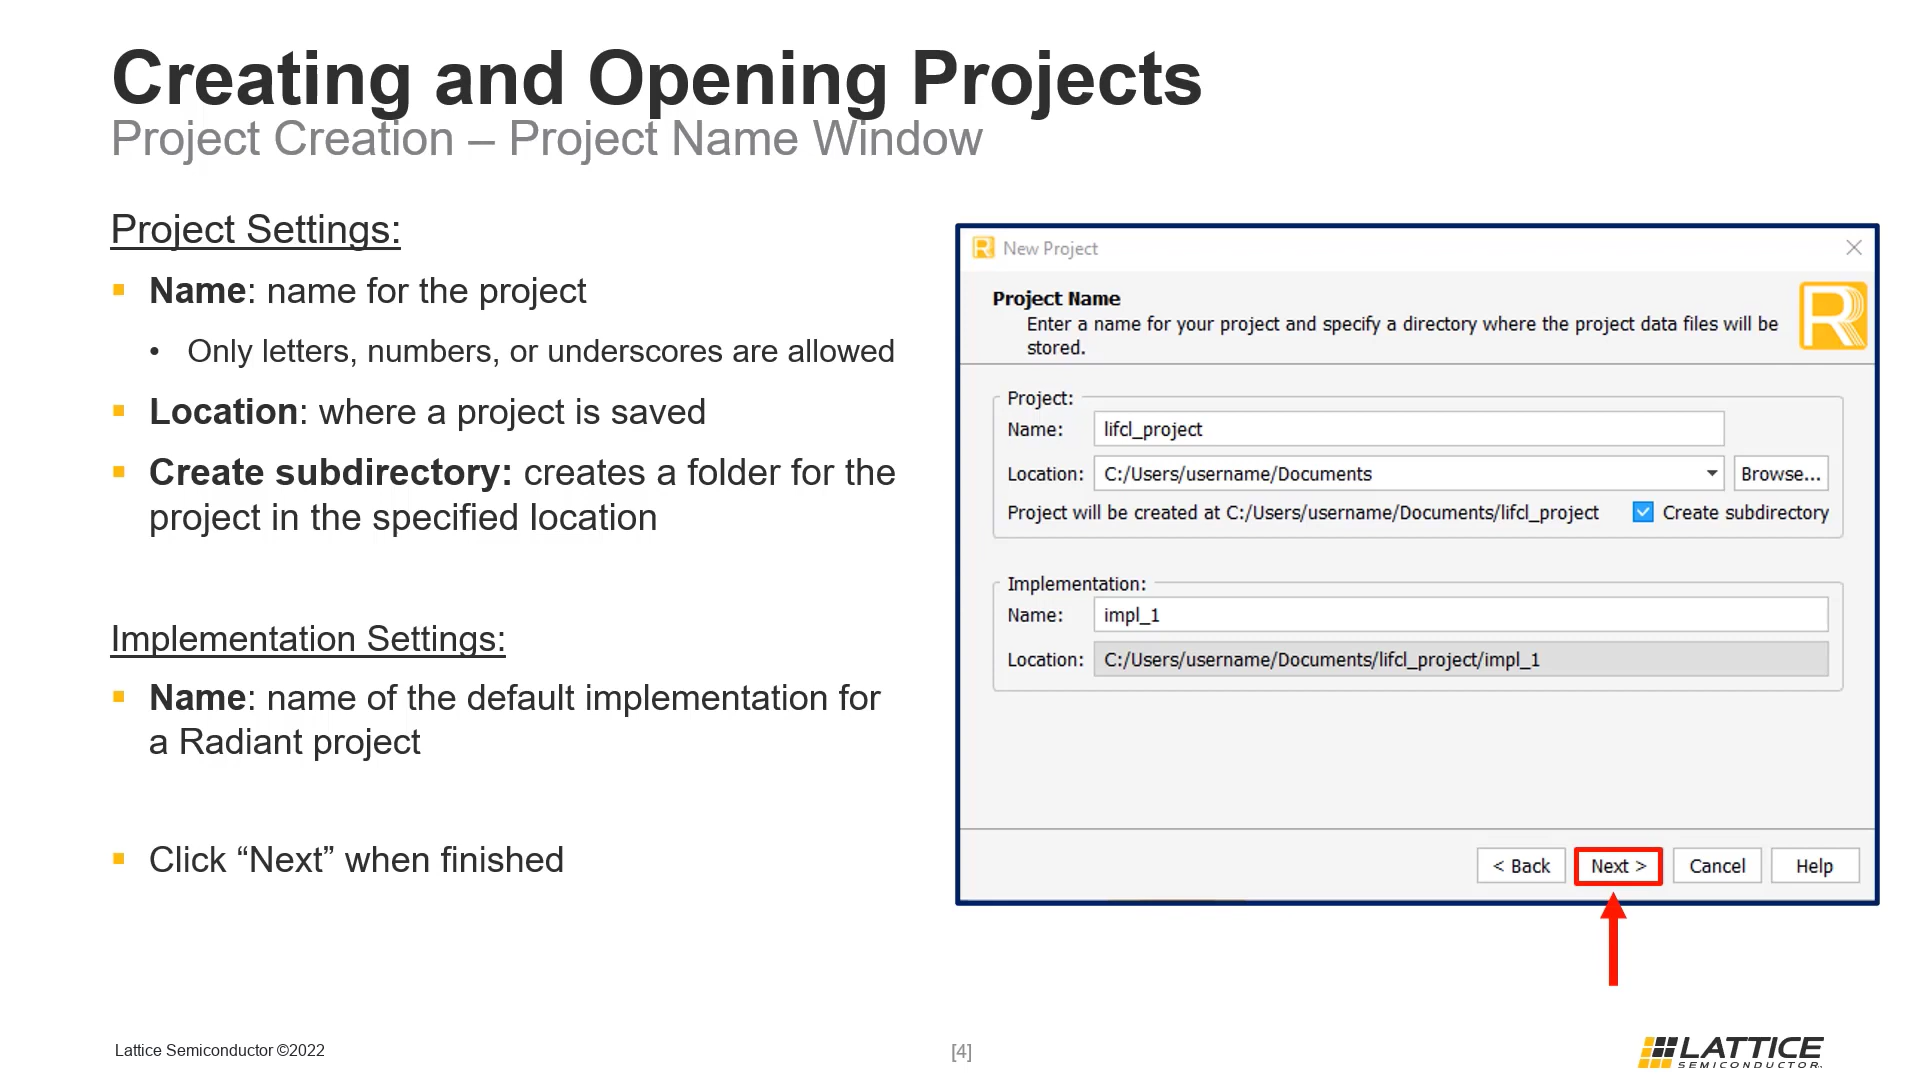 Creating and Opening Projects
Project Creation – Project Name Window
Project Settings:
Name: name for the project
• Only letters, numbers, or underscores are allowed
Location: where a project is saved
Create subdirectory: creates a folder for the
project in the specified location
Implementation Settings:
Name: name of the default implementation for
a Radiant project
Click “Next” when finished
New Project
Project Name
Enter a name for your project and specify a directory where the project data files will be
stored.
Project:
Name: lifcl_project
Location: C:/Users/username/Documents Browse...
Project will be created at C:/Users/username/Documents/lifcl_project Create subdirectory
Implementation:
Name: impl_1
Location: C:/Users/username/Documents/lifcl_project/impl_1
< Back Next > Cancel Help
Lattice Semiconductor ©2022
[4]
LATTICE
SEMICONDUCTOR